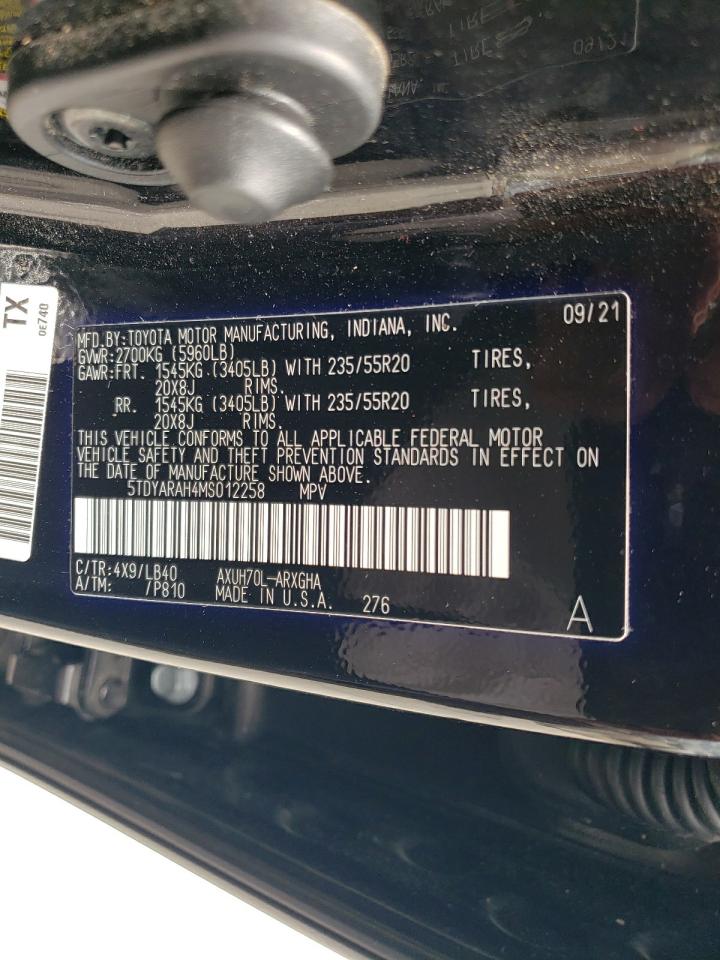 TX
0E740
09/21
MFD.BY:TOYOTA MOTOR MANUFACTURING, INDIANA, INC.
GVWR:2700KG (5960LB)
GAWR:FRT. 1545KG (3405LB) WITH 235/55R20 TIRES,
20X8J RIMS.
RR. 1545KG (3405LB) WITH 235/55R20 TIRES,
20X8J RIMS.
THIS VEHICLE CONFORMS TO ALL APPLICABLE FEDERAL MOTOR
VEHICLE SAFETY AND THEFT PREVENTION STANDARDS IN EFFECT ON
THE DATE OF MANUFACTURE SHOWN ABOVE.
5TDYARAH4MS012258 MPV
C/TR:4X9/LB40 AXUH70L-ARXGHA
A/TM: /P810 MADE IN U.S.A. 276
A